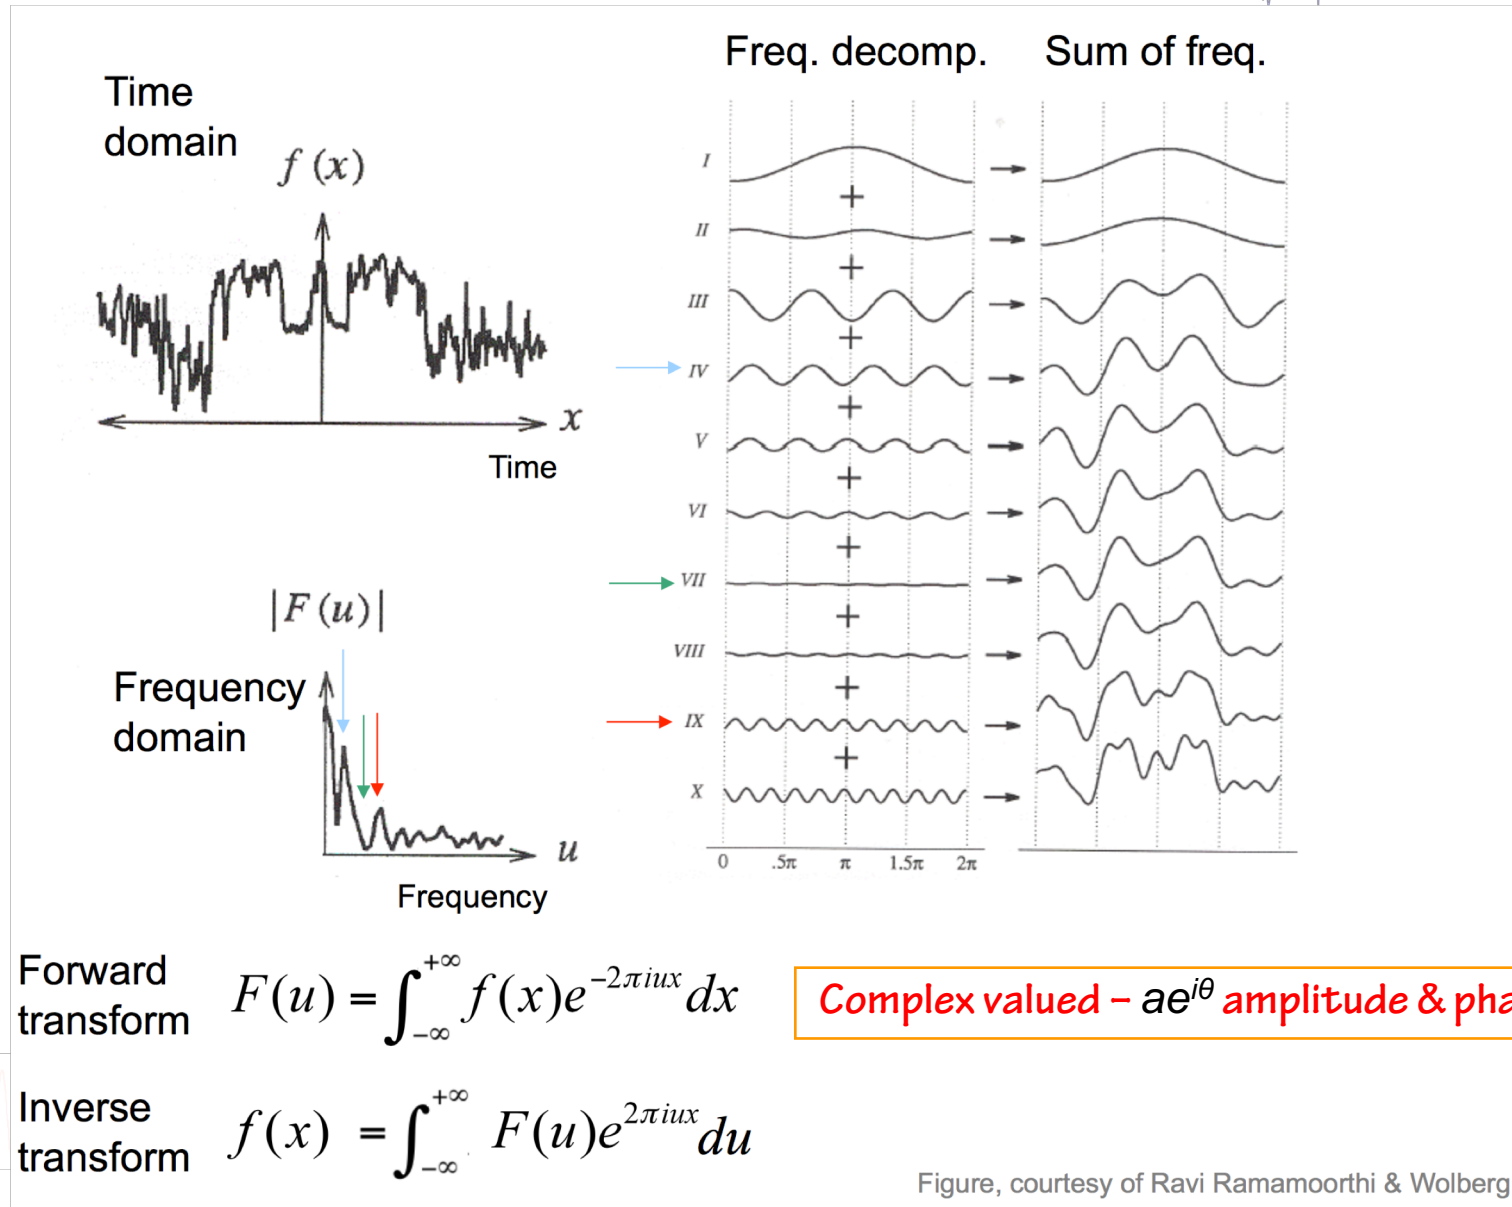 Freq. decomp.
Sum of freq.
Time
domain
f (x)
x
Time
I
+
II
+
III
+
IV
+
V
+
VI
+
VII
+
VIII
+
IX
+
X
0 .5π π 1.5π 2π
|F (u)|
Frequency
domain
u
Frequency
Forward
transform
F(u) = ∫_{-∞}^{+∞} f(x)e^{-2πiux} dx
Complex valued – ae^{iθ} amplitude & pha
Inverse
transform
f(x) = ∫_{-∞}^{+∞} F(u)e^{2πiux} du
Figure, courtesy of Ravi Ramamoorthi & Wolberg